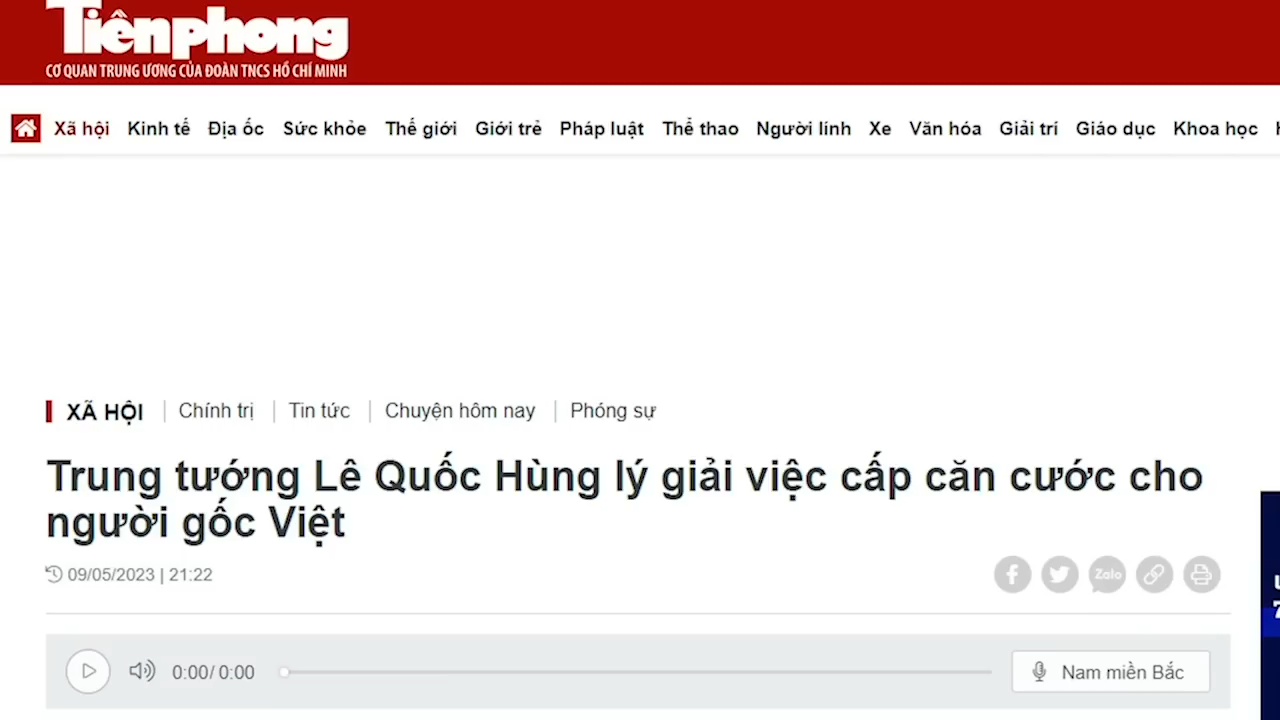 Tiềnphong
CƠ QUAN TRUNG ƯƠNG CỦA ĐOÀN TNCS HỒ CHÍ MINH
Xã hội Kinh tế Địa ốc Sức khỏe Thế giới Giới trẻ Pháp luật Thể thao Người lính Xe Văn hóa Giải trí Giáo dục Khoa học
XÃ HỘI | Chính trị | Tin tức | Chuyện hôm nay | Phóng sự
Trung tướng Lê Quốc Hùng lý giải việc cấp căn cước cho
người gốc Việt
09/05/2023 | 21:22
Zalo
0:00/ 0:00
Nam miền Bắc